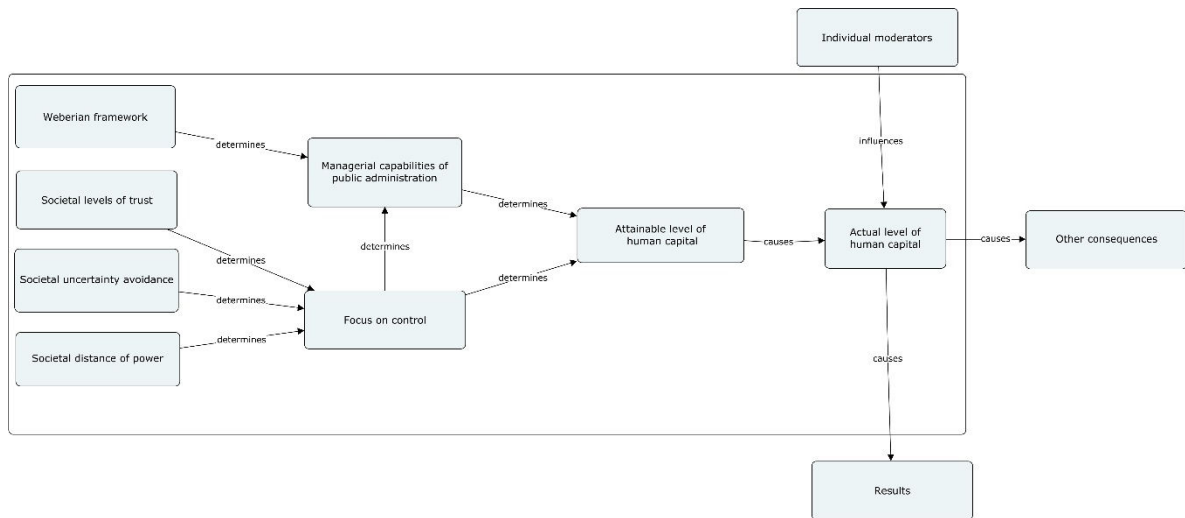 Individual moderators
Weberian framework
determines
Managerial capabilities of
public administration
influences
Societal levels of trust
determines
determines
Attainable level of
human capital
causes
Actual level of
human capital
causes
Other consequences
determines
Societal uncertainty avoidance
determines
determines
Focus on control
determines
Societal distance of power
causes
Results